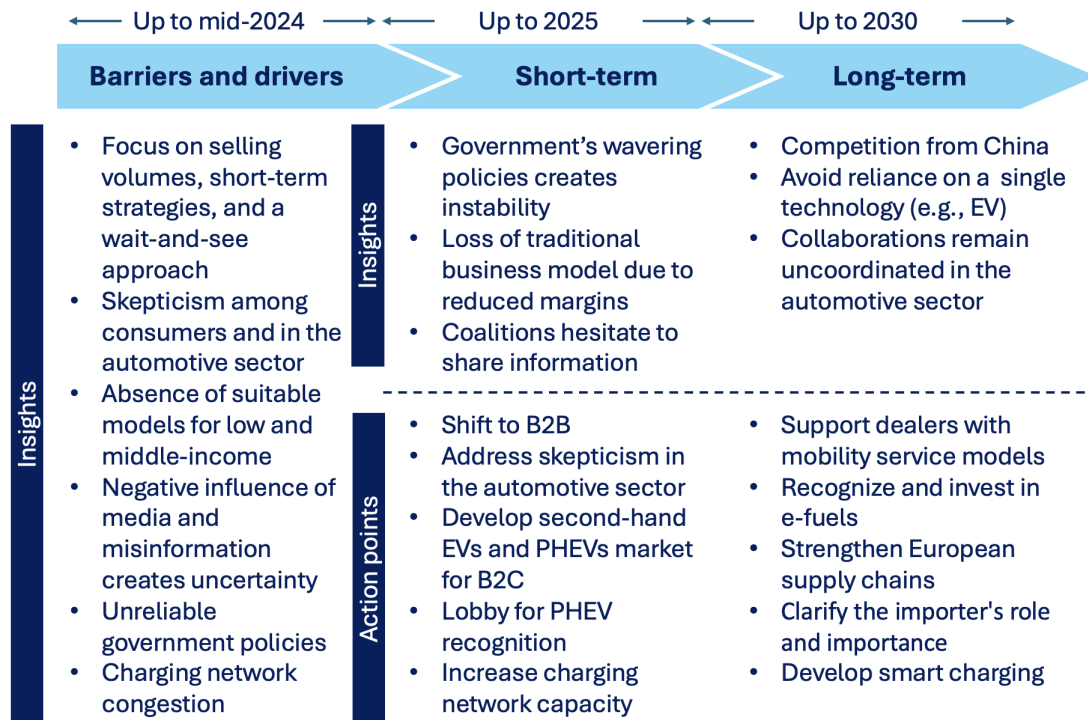 Up to mid-2024
Up to 2025
Up to 2030
Barriers and drivers
Short-term
Long-term
Insights
• Focus on selling
volumes, short-term
strategies, and a
wait-and-see
approach
• Skepticism among
consumers and in the
automotive sector
• Absence of suitable
models for low and
middle-income
• Negative influence of
media and
misinformation
creates uncertainty
• Unreliable
government policies
• Charging network
congestion
Insights
• Government’s wavering
policies creates
instability
• Loss of traditional
business model due to
reduced margins
• Coalitions hesitate to
share information
• Competition from China
• Avoid reliance on a single
technology (e.g., EV)
• Collaborations remain
uncoordinated in the
automotive sector
Action points
• Shift to B2B
• Address skepticism in
the automotive sector
• Develop second-hand
EVs and PHEVs market
for B2C
• Lobby for PHEV
recognition
• Increase charging
network capacity
• Support dealers with
mobility service models
• Recognize and invest in
e-fuels
• Strengthen European
supply chains
• Clarify the importer's role
and importance
• Develop smart charging